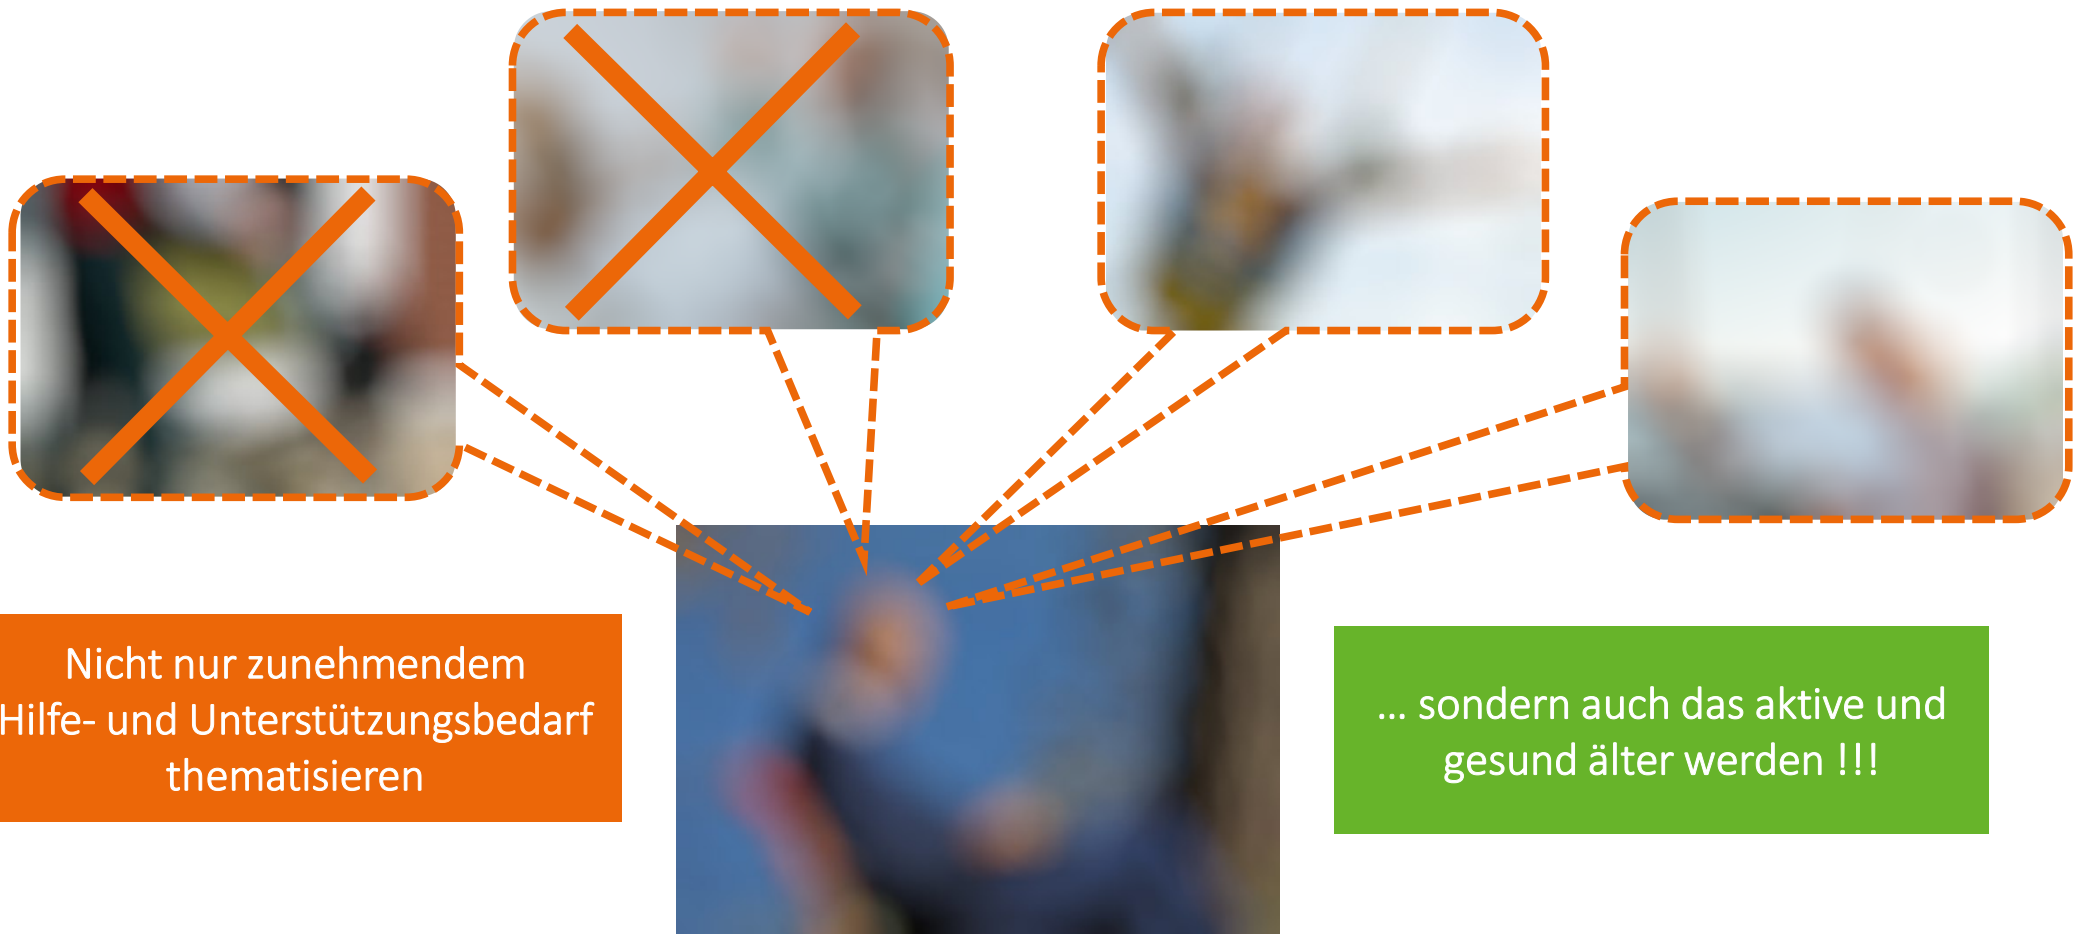 Nicht nur zunehmendem
Hilfe- und Unterstützungsbedarf
thematisieren
... sondern auch das aktive und
gesund älter werden !!!